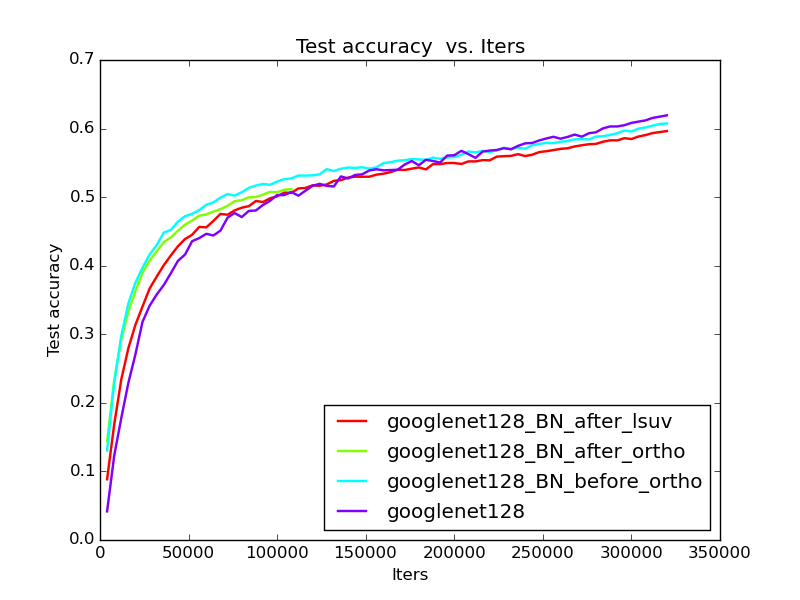 Test accuracy  vs. Iters
Test accuracy
0.7
0.6
0.5
0.4
0.3
0.2
0.1
0.0
googlenet128_BN_after_lsuv
googlenet128_BN_after_ortho
googlenet128_BN_before_ortho
googlenet128
0 50000 100000 150000 200000 250000 300000 350000
Iters